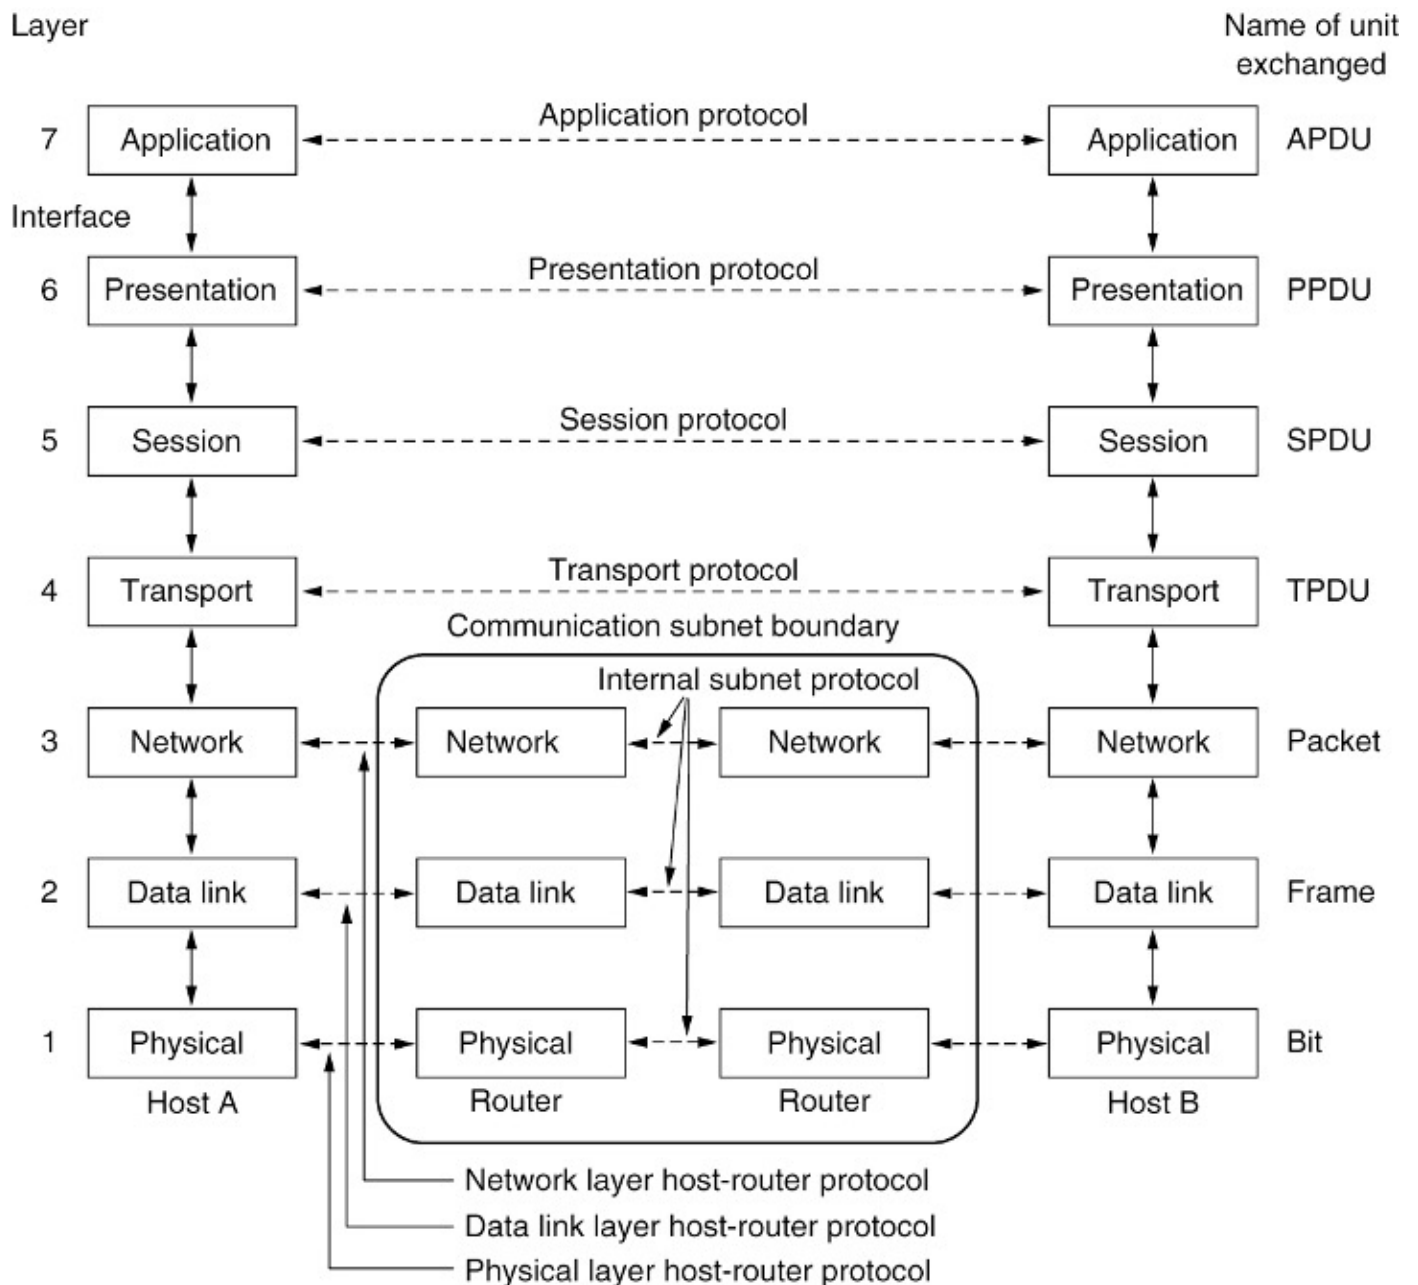 Layer
Name of unit
exchanged
Application protocol
7 Application Application APDU
Interface
Presentation protocol
6 Presentation Presentation PPDU
Session protocol
5 Session Session SPDU
Transport protocol
4 Transport Transport TPDU
Communication subnet boundary
Internal subnet protocol
3 Network Network Network Network Packet
2 Data link Data link Data link Data link Frame
1 Physical Physical Physical Physical Bit
Host A Router Router Host B
Network layer host-router protocol
Data link layer host-router protocol
Physical layer host-router protocol